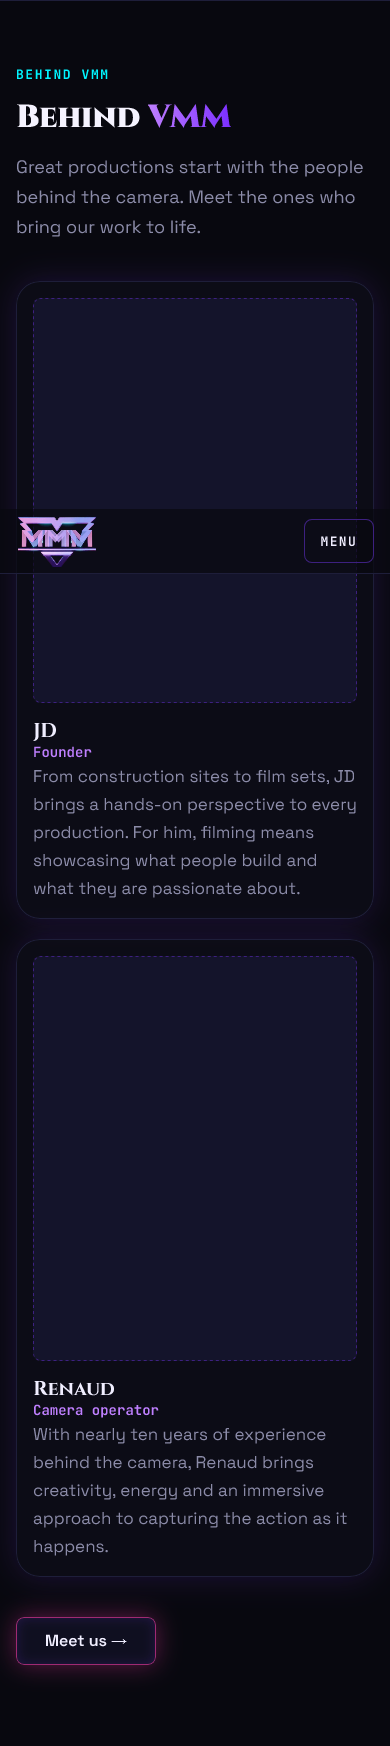 BEHIND VMM
BEHIND VMM
Great productions start with the people
behind the camera. Meet the ones who
bring our work to life.
MMM
MENU
JD
Founder
From construction sites to film sets, JD
brings a hands-on perspective to every
production. For him, filming means
showcasing what people build and
what they are passionate about.
RENAUD
Camera operator
With nearly ten years of experience
behind the camera, Renaud brings
creativity, energy and an immersive
approach to capturing the action as it
happens.
Meet us →